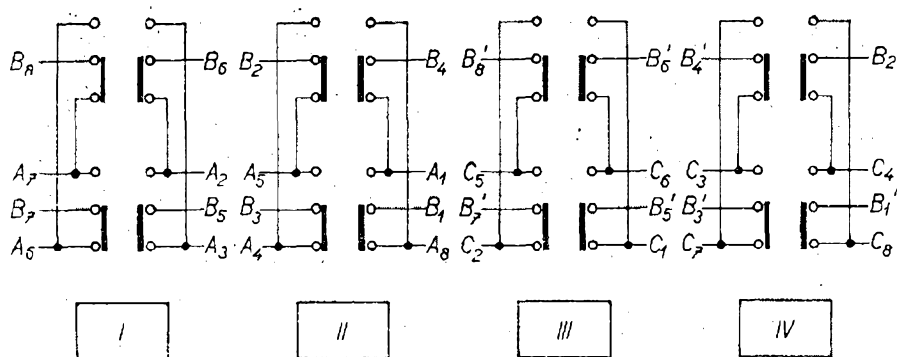 B₈ B₆ B₂ B₄ B₈' B₆' B₄' B₂
A₇ A₂ A₅ A₁ C₅ C₆ C₃ C₄
B₇ B₅ B₃ B₁ B₇' B₅' B₃' B₁'
A₆ A₃ A₄ A₈ C₂ C₁ C₇ C₈
I II III IV